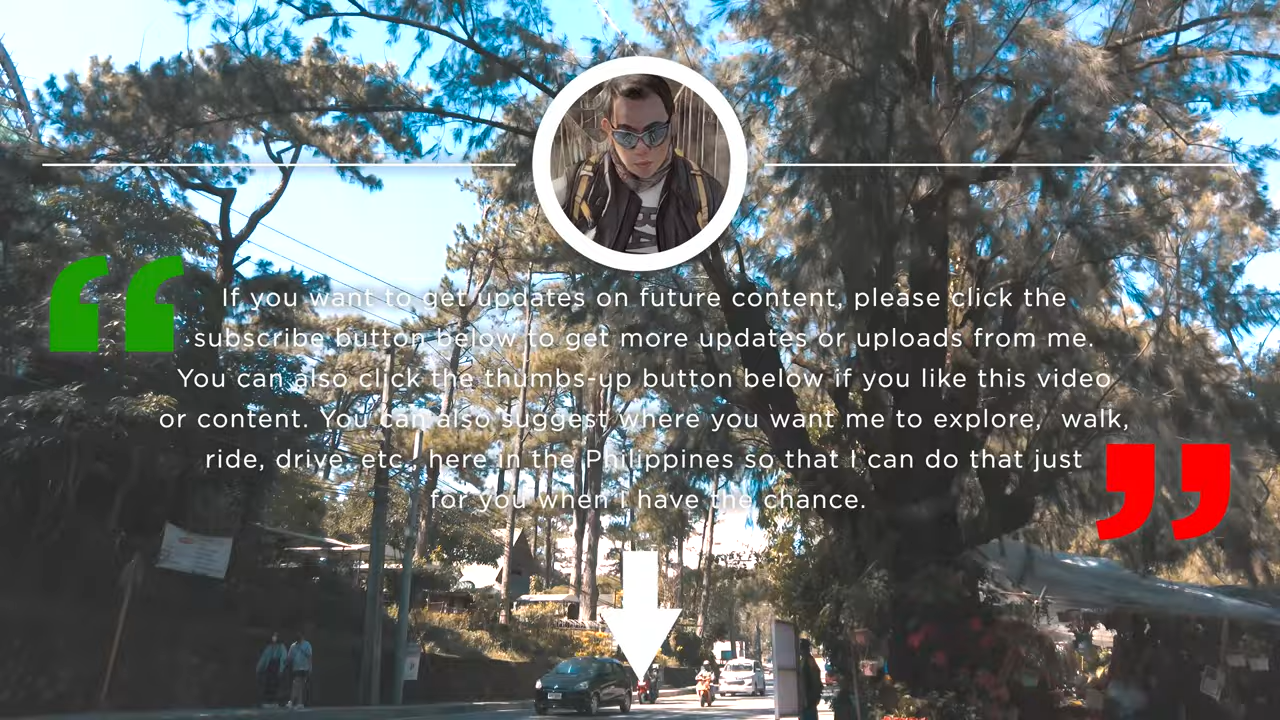 If you want to get updates on future content, please click the
subscribe button below to get more updates or uploads from me.
You can also click the thumbs-up button below if you like this video
or content. You can also suggest where you want me to explore, walk,
ride, drive, etc., here in the Philippines so that I can do that just
for you when I have the chance.